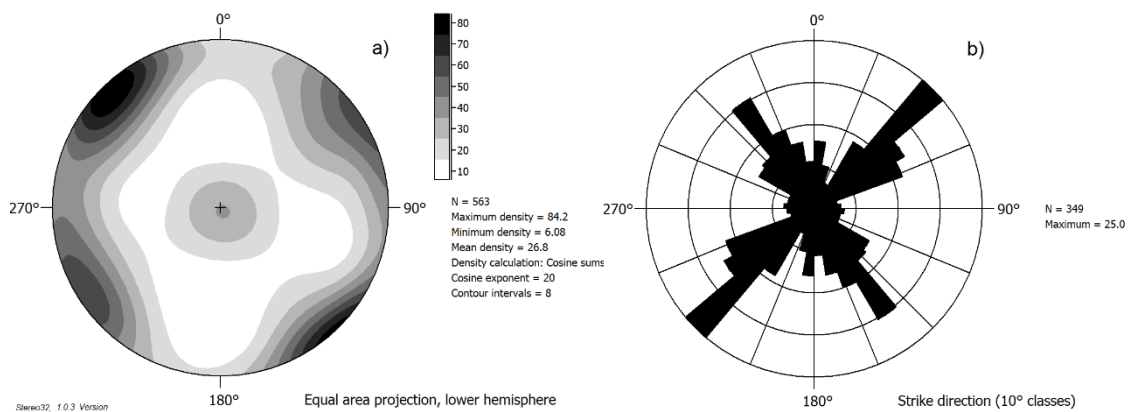 0°
a)
80
70
60
50
40
30
20
10
270°
90°
N = 563
Maximum density = 84.2
Minimum density = 6.08
Mean density = 26.8
Density calculation: Cosine sums
Cosine exponent = 20
Contour intervals = 8
180°
Equal area projection, lower hemisphere
Stereo32, 1.0.3 Version
0°
b)
270°
90°
N = 349
Maximum = 25.0
180°
Strike direction (10° classes)